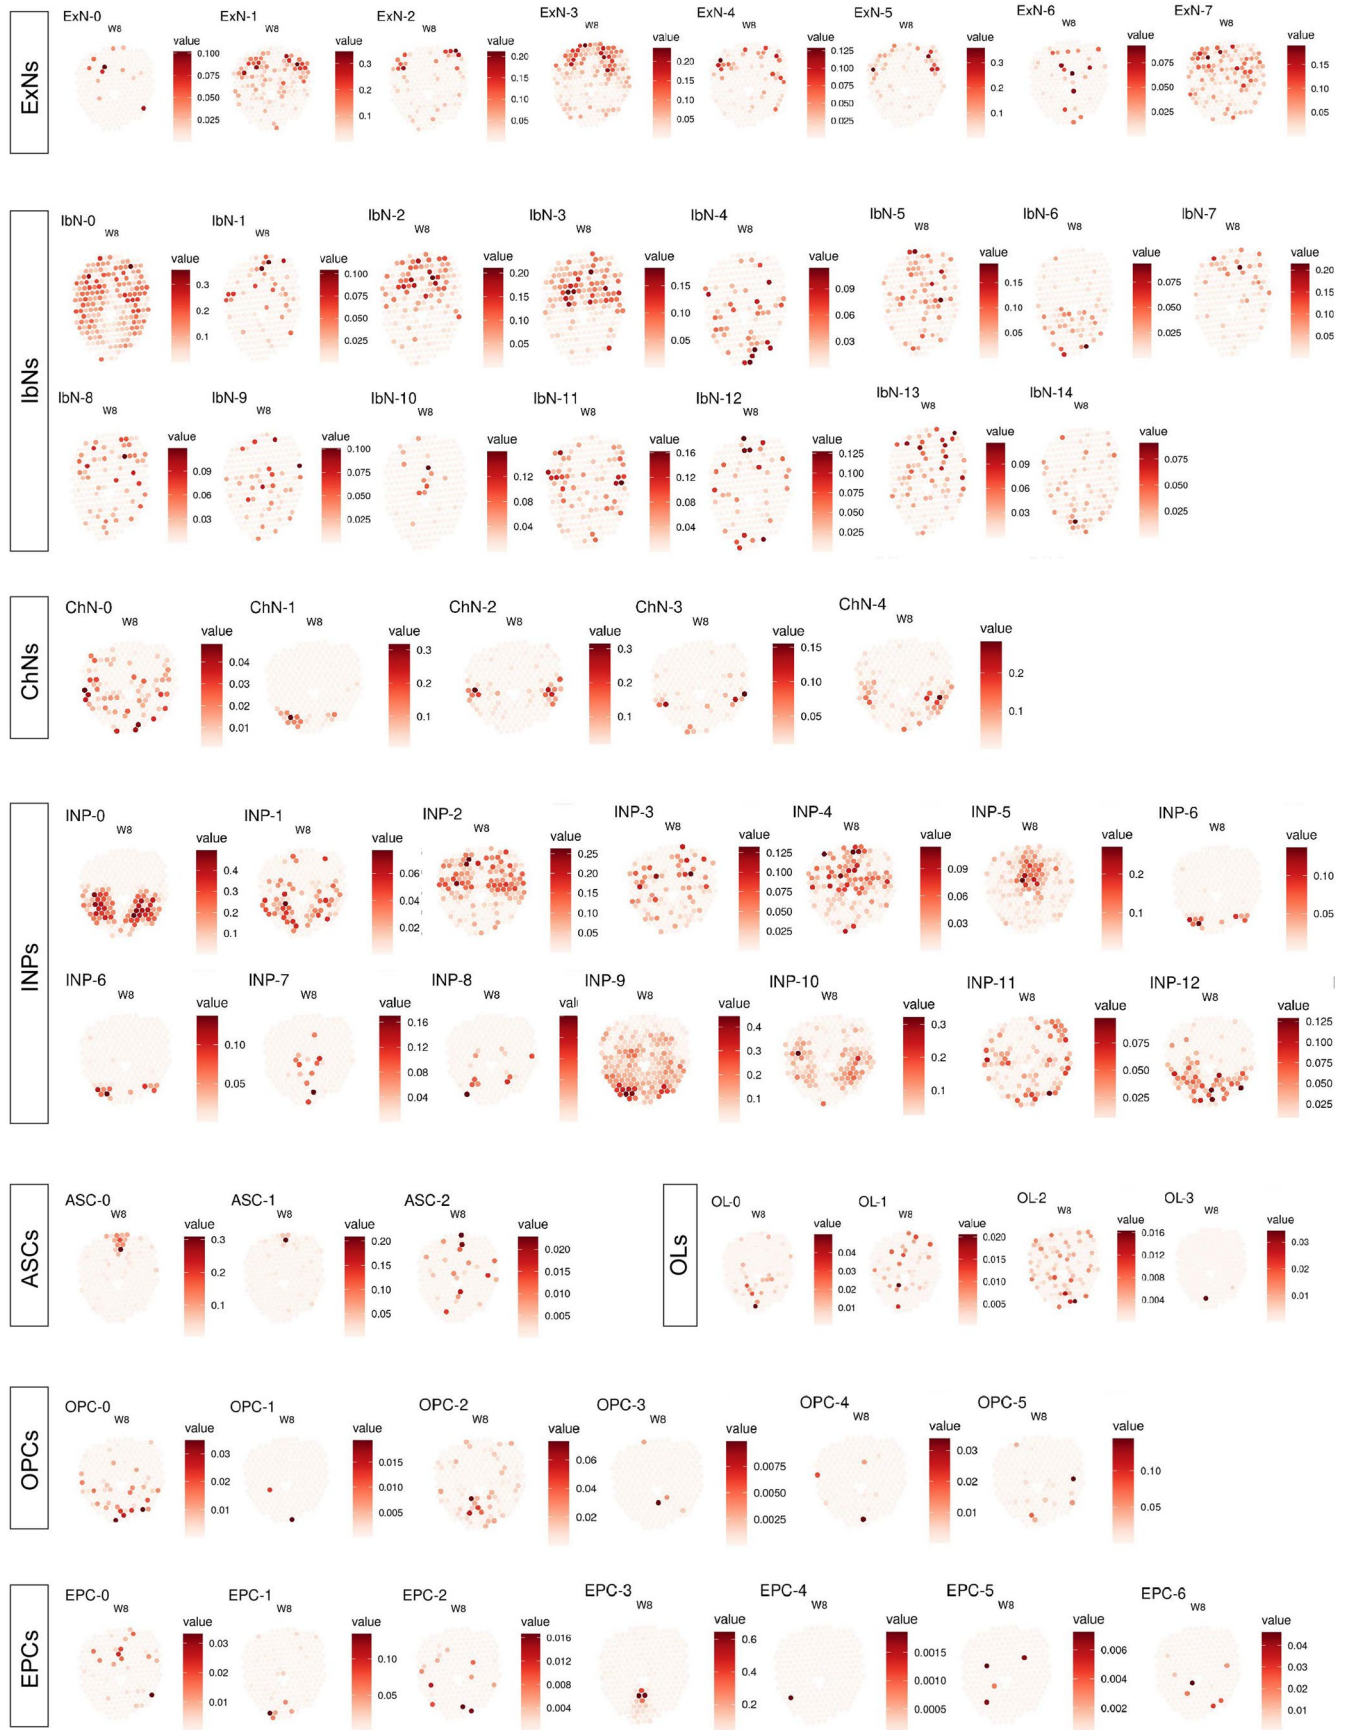 ExNs
ExN-0 ExN-1 ExN-2 ExN-3 ExN-4 ExN-5 ExN-6 ExN-7
W8 W8 W8 W8 W8 W8 W8 W8
value value value value value value value value
0.100 0.075 0.050 0.025
0.3 0.2 0.1
0.20 0.15 0.10 0.05
0.20 0.15 0.10 0.05
0.125 0.100 0.075 0.050 0.025
0.3 0.2 0.1
0.075 0.050 0.025
0.15 0.10 0.05
IbNs
IbN-0 IbN-1 IbN-2 IbN-3 IbN-4 IbN-5 IbN-6 IbN-7
W8 W8 W8 W8 W8 W8 W8 W8
value value value value value value value value
0.3 0.2 0.1
0.100 0.075 0.050 0.025
0.20 0.15 0.10 0.05
0.15 0.10 0.05
0.09 0.06 0.03
0.15 0.10 0.05
0.075 0.050 0.025
0.20 0.15 0.10 0.05
IbN-8 IbN-9 IbN-10 IbN-11 IbN-12 IbN-13 IbN-14
W8 W8 W8 W8 W8 W8 W8
value value value value value value value
0.09 0.06 0.03
0.100 0.075 0.050 0.025
0.12 0.08 0.04
0.16 0.12 0.08 0.04
0.125 0.100 0.075 0.050 0.025
0.09 0.06 0.03
0.075 0.050 0.025
ChNs
ChN-0 ChN-1 ChN-2 ChN-3 ChN-4
W8 W8 W8 W8 W8
value value value value value
0.04 0.03 0.02 0.01
0.3 0.2 0.1
0.3 0.2 0.1
0.15 0.10 0.05
0.2 0.1
INPs
INP-0 INP-1 INP-2 INP-3 INP-4 INP-5 INP-6
W8 W8 W8 W8 W8 W8 W8
value value value value value value value
0.4 0.3 0.2 0.1
0.06 0.04 0.02
0.25 0.20 0.15 0.10 0.05
0.125 0.100 0.075 0.050 0.025
0.09 0.06 0.03
0.2 0.1
0.10 0.05
INP-6 INP-7 INP-8 INP-9 INP-10 INP-11 INP-12
W8 W8 W8 W8 W8 W8 W8
value value val value value value value
0.10 0.05
0.16 0.12 0.08 0.04
0.4 0.3 0.2 0.1
0.3 0.2 0.1
0.075 0.050 0.025
0.125 0.100 0.075 0.050 0.025
ASCs
ASC-0 ASC-1 ASC-2
W8 W8 W8
value value value
0.3 0.2 0.1
0.20 0.15 0.10 0.05
0.020 0.015 0.010 0.005
OLs
OL-0 OL-1 OL-2 OL-3
W8 W8 W8 W8
value value value value
0.04 0.03 0.02 0.01
0.020 0.015 0.010 0.005
0.016 0.012 0.008 0.004
0.03 0.02 0.01
OPCs
OPC-0 OPC-1 OPC-2 OPC-3 OPC-4 OPC-5
W8 W8 W8 W8 W8 W8
value value value value value value
0.03 0.02 0.01
0.015 0.010 0.005
0.06 0.04 0.02
0.0075 0.0050 0.0025
0.03 0.02 0.01
0.10 0.05
EPCs
EPC-0 EPC-1 EPC-2 EPC-3 EPC-4 EPC-5 EPC-6
W8 W8 W8 W8 W8 W8 W8
value value value value value value value
0.03 0.02 0.01
0.10 0.05
0.016 0.012 0.008 0.004
0.6 0.4 0.2
0.0015 0.0010 0.0005
0.006 0.004 0.002
0.04 0.03 0.02 0.01